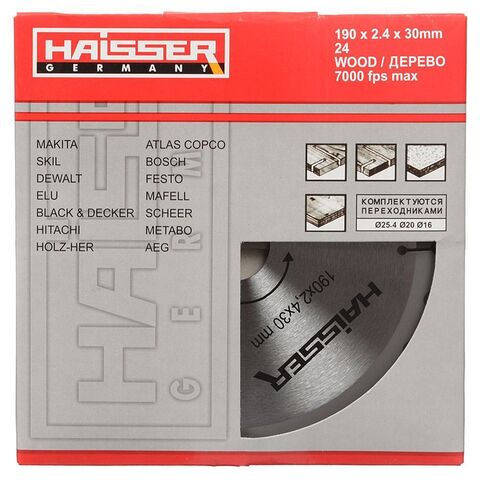 HAISSER
GERMANY
190 x 2.4 x 30mm
24
WOOD / ДЕРЕВО
7000 fps max
MAKITA
SKIL
DEWALT
ELU
BLACK & DECKER
HITACHI
HOLZ-HER
ATLAS COPCO
BOSCH
FESTO
MAFELL
SCHEER
METABO
AEG
КОМПЛЕКТУЮТСЯ
ПЕРЕХОДНИКАМИ
Ø25.4 Ø20 Ø16
HAISSER
GERM
HAISSER
190x2,4x30 mm